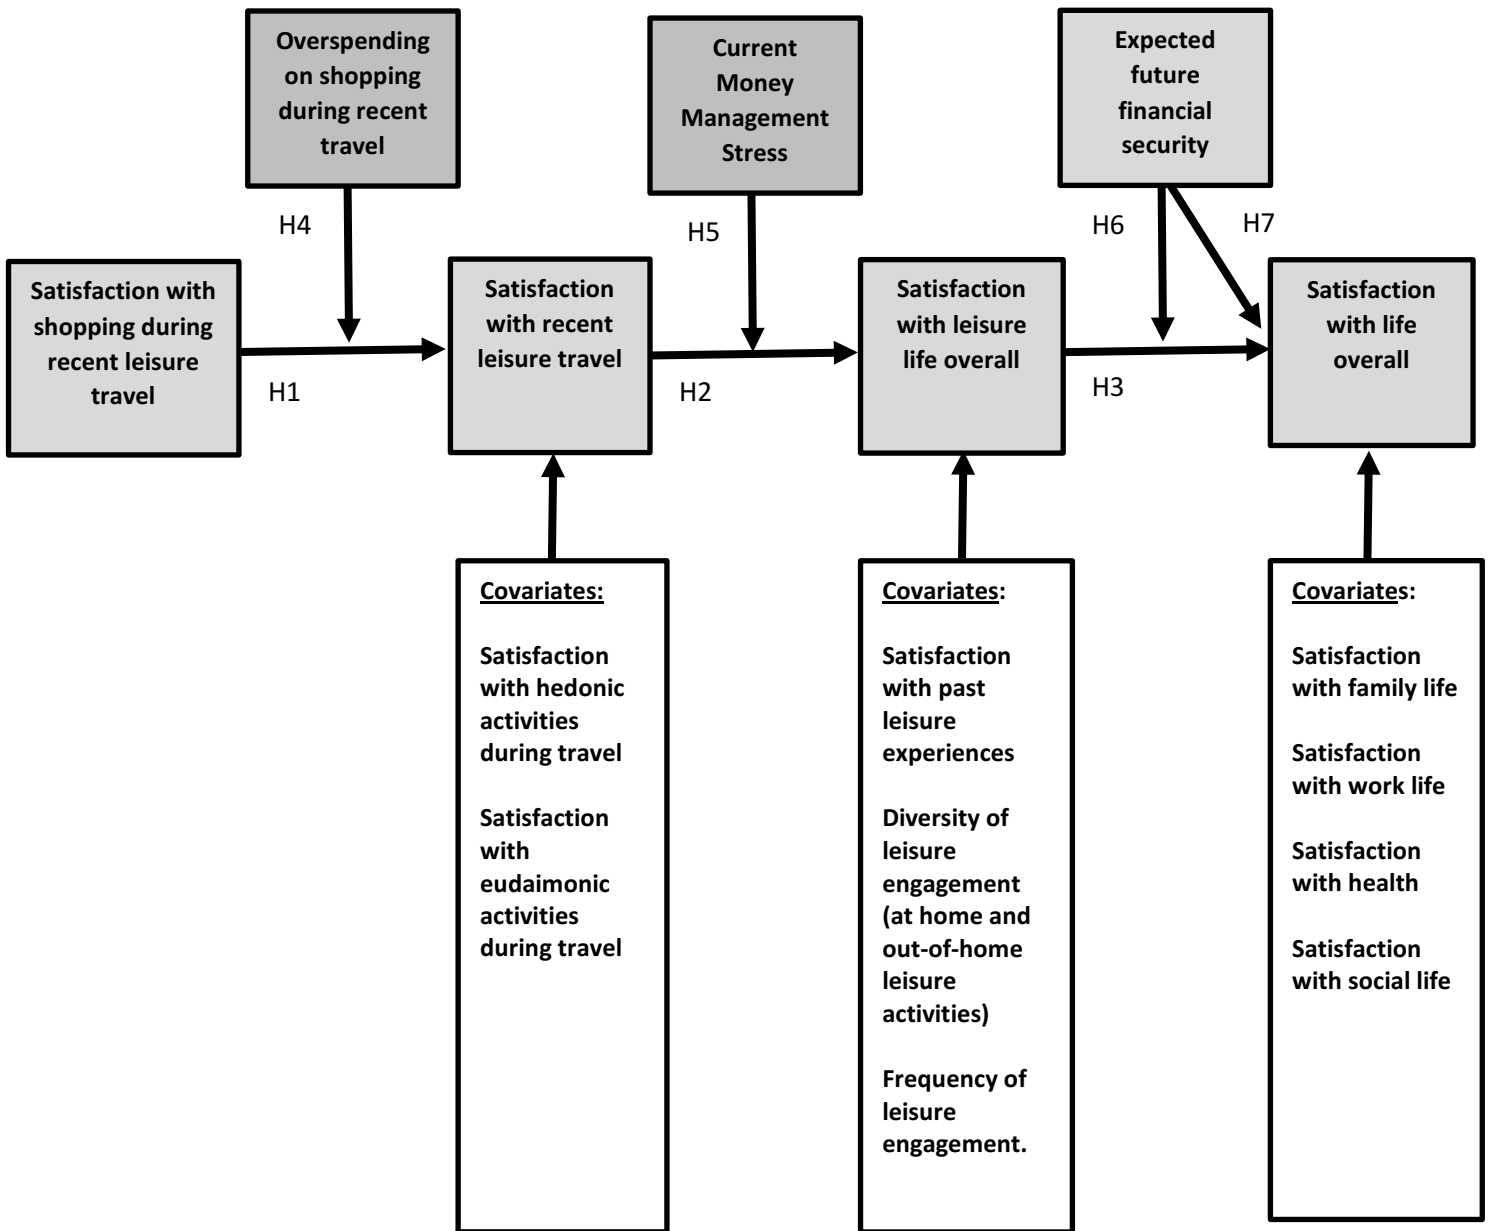 Overspending
on shopping
during recent
travel
Current
Money
Management
Stress
Expected
future
financial
security
H4
H5
H6
H7
Satisfaction with
shopping during
recent leisure
travel
Satisfaction
with recent
leisure travel
Satisfaction
with leisure
life overall
Satisfaction
with life
overall
H1
H2
H3
Covariates:
Satisfaction
with hedonic
activities
during travel
Satisfaction
with
eudaimonic
activities
during travel
Covariates:
Satisfaction
with past
leisure
experiences
Diversity of
leisure
engagement
(at home and
out-of-home
leisure
activities)
Frequency of
leisure
engagement.
Covariates:
Satisfaction
with family life
Satisfaction
with work life
Satisfaction
with health
Satisfaction
with social life